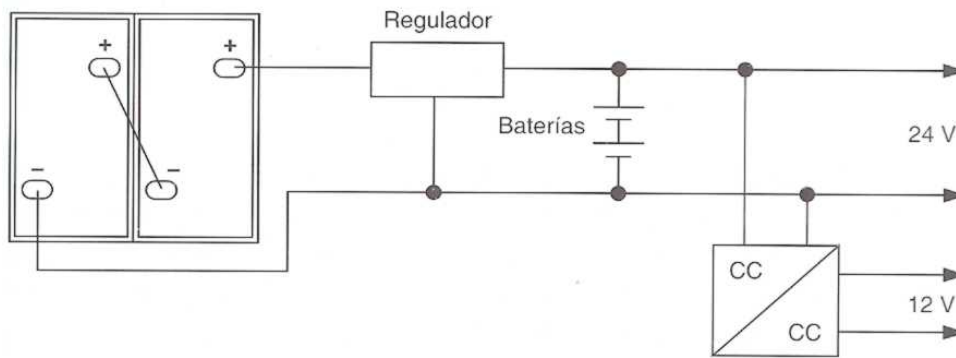 Regulador
+
+
Baterías
24 V
−
−
CC
12 V
CC